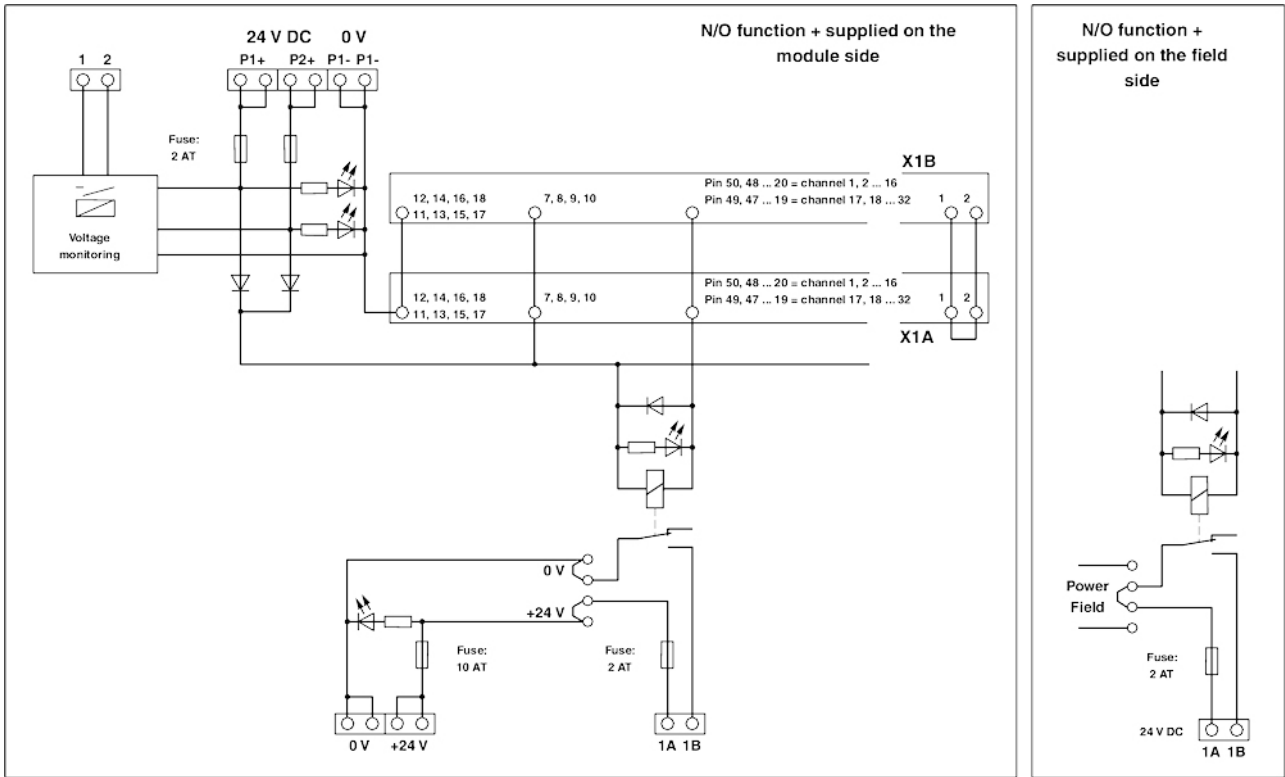 N/O function + supplied on the
module side
N/O function +
supplied on the field
side
24 V DC 0 V
P1+ P2+ P1- P1-
1 2
Fuse:
2 AT
Voltage
monitoring
X1B
12, 14, 16, 18
11, 13, 15, 17
7, 8, 9, 10
Pin 50, 48 ... 20 = channel 1, 2 ... 16
Pin 49, 47 ... 19 = channel 17, 18 ... 32
1 2
12, 14, 16, 18
11, 13, 15, 17
7, 8, 9, 10
Pin 50, 48 ... 20 = channel 1, 2 ... 16
Pin 49, 47 ... 19 = channel 17, 18 ... 32
1 2
X1A
0 V
+24 V
Fuse:
10 AT
Fuse:
2 AT
0 V +24 V
1A 1B
Power
Field
Fuse:
2 AT
24 V DC
1A 1B